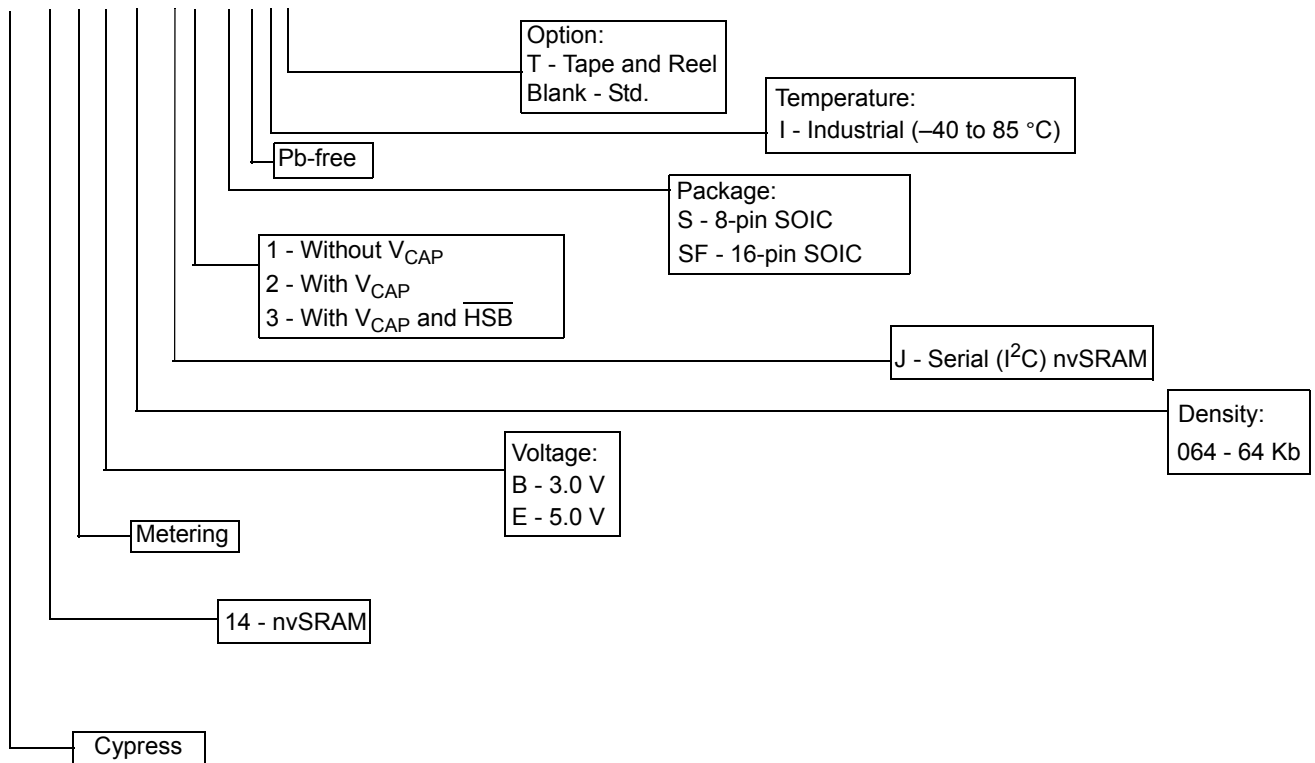 Option:
T - Tape and Reel
Blank - Std.
Temperature:
I - Industrial (–40 to 85 °C)
Pb-free
Package:
S - 8-pin SOIC
SF - 16-pin SOIC
1 - Without VCAP
2 - With VCAP
3 - With VCAP and HSB
J - Serial (I2C) nvSRAM
Density:
064 - 64 Kb
Voltage:
B - 3.0 V
E - 5.0 V
Metering
14 - nvSRAM
Cypress